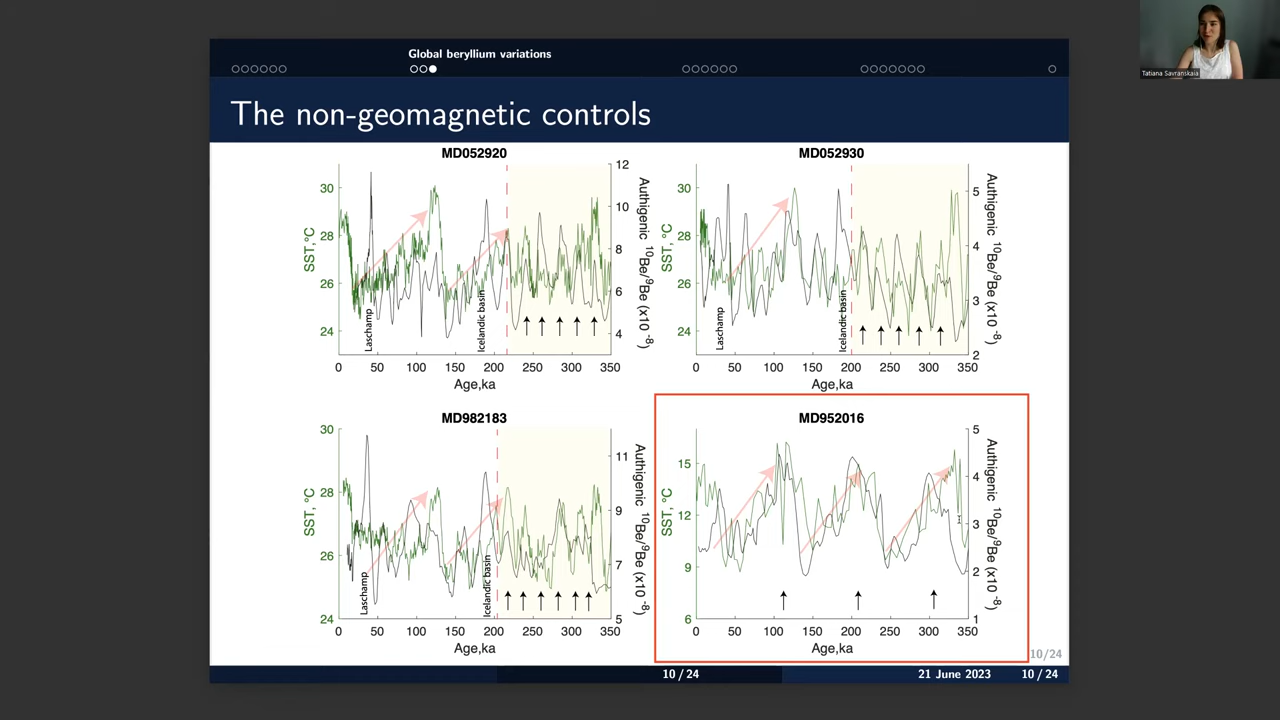 Global beryllium variations
The non-geomagnetic controls
MD052920
SST,°C
30
28
26
24
12
10
8
6
4
Authigenic ¹⁰Be/⁹Be (x10⁻⁸)
Laschamp
Icelandic basin
0 50 100 150 200 250 300 350
Age,ka
MD052930
SST,°C
30
28
26
24
5
4
3
2
Authigenic ¹⁰Be/⁹Be (x10⁻⁸)
Laschamp
Icelandic basin
0 50 100 150 200 250 300 350
Age,ka
MD982183
SST,°C
30
28
26
24
11
9
7
5
Authigenic ¹⁰Be/⁹Be (x10⁻⁸)
Laschamp
Icelandic basin
0 50 100 150 200 250 300 350
Age,ka
MD952016
SST,°C
15
12
9
6
5
4
3
2
1
Authigenic ¹⁰Be/⁹Be (x10⁻⁸)
0 50 100 150 200 250 300 350
Age,ka
10/24
10 / 24 21 June 2023 10 / 24
Tatiana Savranskaia